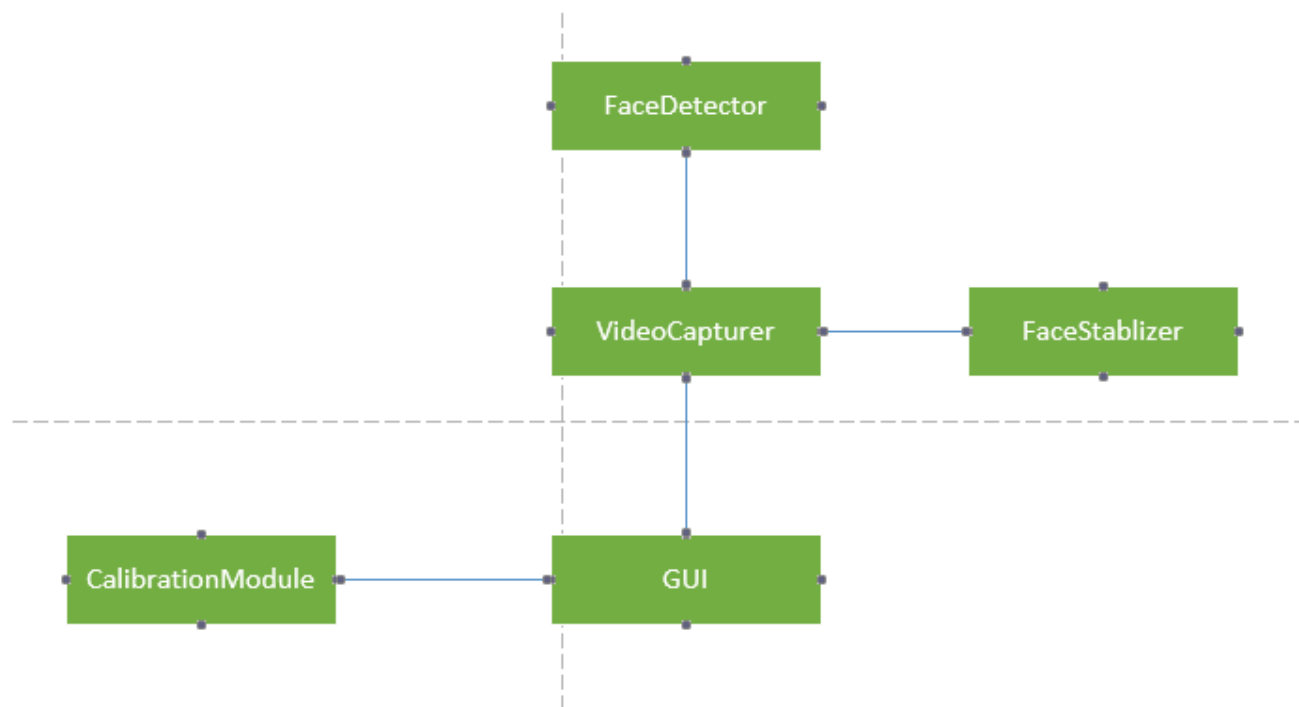 FaceDetector
VideoCapturer
FaceStablizer
CalibrationModule
GUI